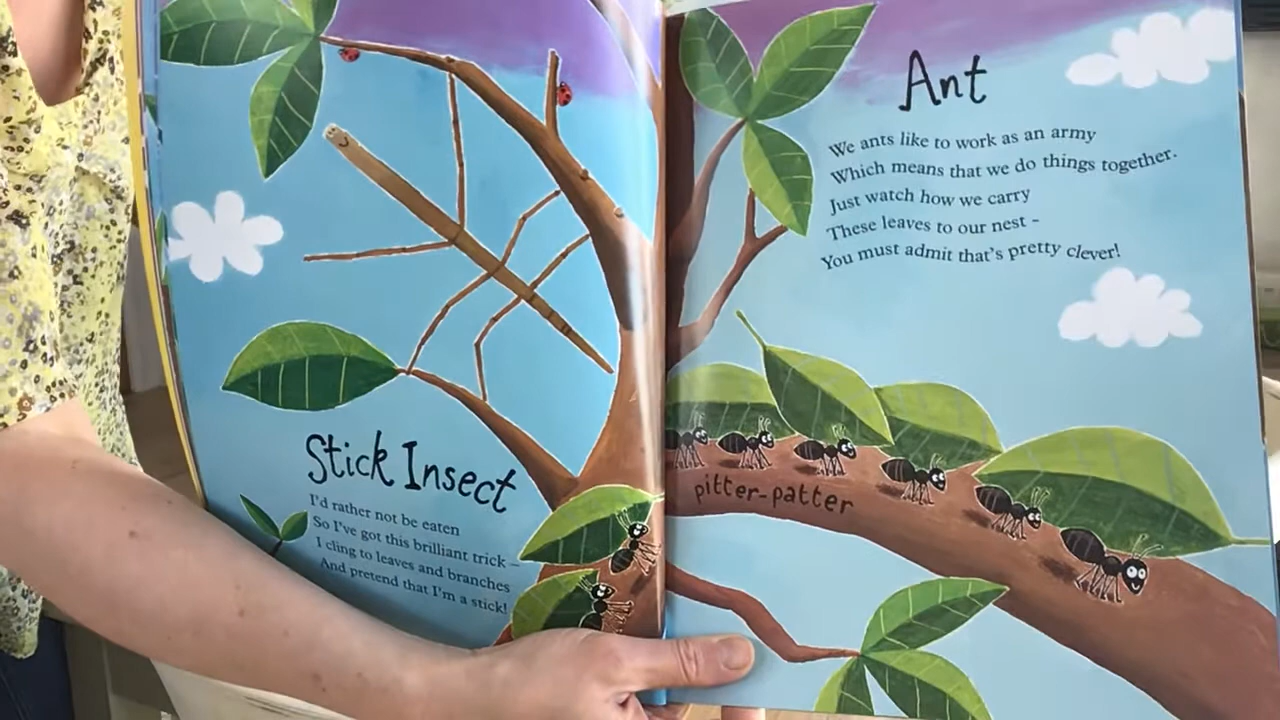 Stick Insect
I'd rather not be eaten
So I've got this brilliant trick –
I cling to leaves and branches
And pretend that I'm a stick!
Ant
We ants like to work as an army
Which means that we do things together.
Just watch how we carry
These leaves to our nest –
You must admit that's pretty clever!
pitter-patter